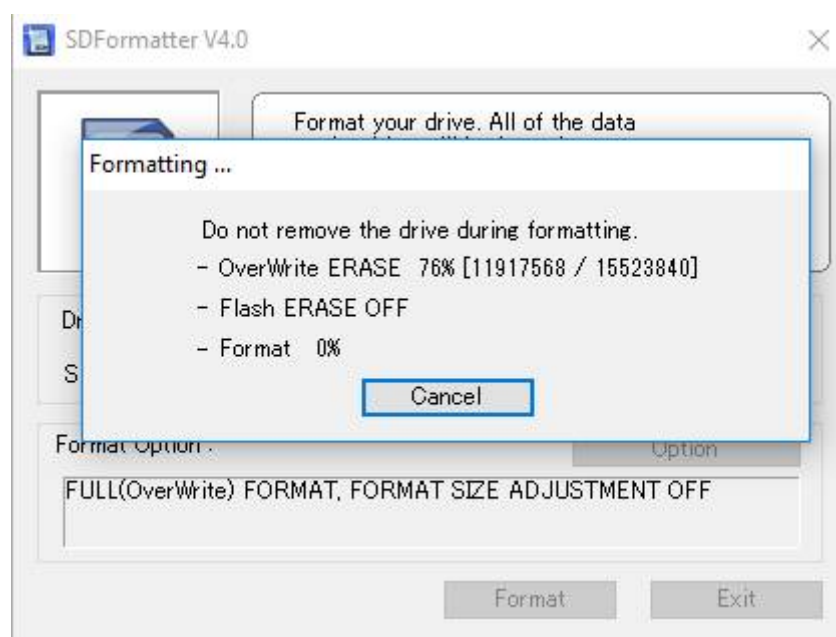 SDFormatter V4.0
Format your drive. All of the data
Formatting ...
Do not remove the drive during formatting.
- OverWrite ERASE 76% [11917568 / 15523840]
- Flash ERASE OFF
- Format 0%
Cancel
Format Option :
Option
FULL(OverWrite) FORMAT, FORMAT SIZE ADJUSTMENT OFF
Format
Exit